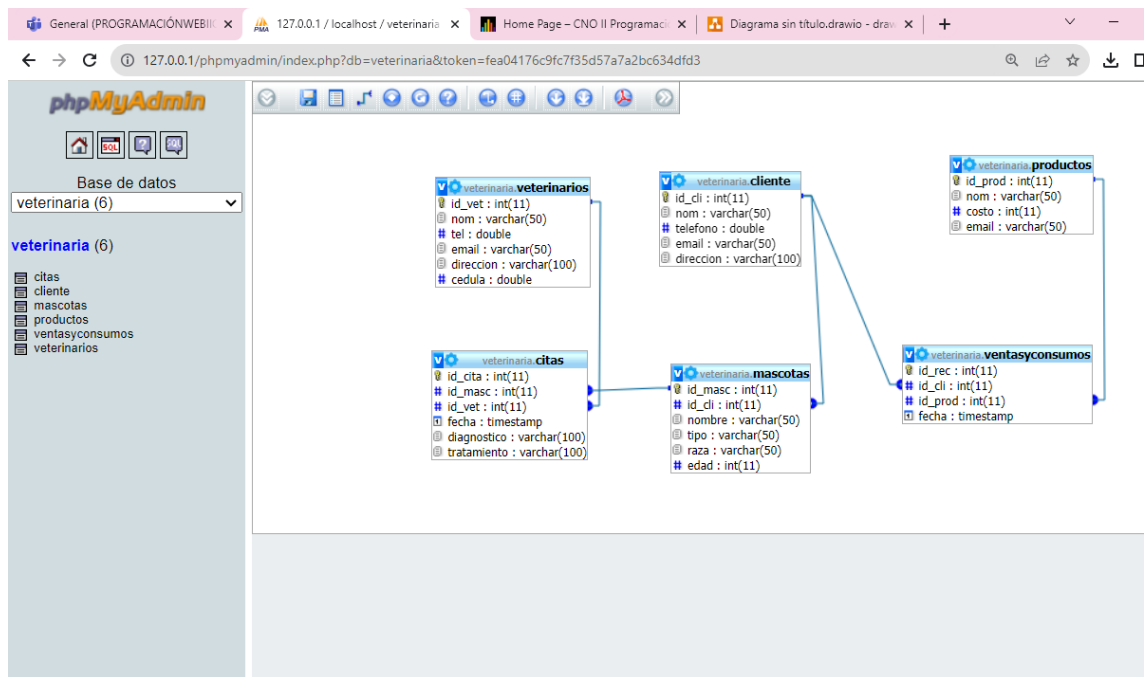 General (PROGRAMACIÓNWEBII(
127.0.0.1 / localhost / veterinaria
Home Page – CNO II Programaci
Diagrama sin título.drawio - draw
127.0.0.1/phpmyadmin/index.php?db=veterinaria&token=fea04176c9fc7f35d57a7a2bc634dfd3
phpMyAdmin
SQL
SQL
Base de datos
veterinaria (6)
veterinaria (6)
citas
cliente
mascotas
productos
ventasyconsumos
veterinarios
veterinaria.veterinarios
id_vet : int(11)
nom : varchar(50)
tel : double
email : varchar(50)
direccion : varchar(100)
cedula : double
veterinaria.cliente
id_cli : int(11)
nom : varchar(50)
telefono : double
email : varchar(50)
direccion : varchar(100)
veterinaria.productos
id_prod : int(11)
nom : varchar(50)
costo : int(11)
email : varchar(50)
veterinaria.citas
id_cita : int(11)
id_masc : int(11)
id_vet : int(11)
fecha : timestamp
diagnostico : varchar(100)
tratamiento : varchar(100)
veterinaria.mascotas
id_masc : int(11)
id_cli : int(11)
nombre : varchar(50)
tipo : varchar(50)
raza : varchar(50)
edad : int(11)
veterinaria.ventasyconsumos
id_rec : int(11)
id_cli : int(11)
id_prod : int(11)
fecha : timestamp